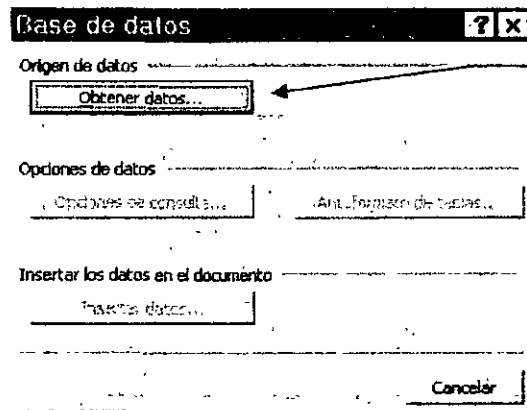 Base de datos
Origen de datos
Obtener datos...
Opciones de datos
Opciones de consulta... Autoformato de tablas...
Insertar los datos en el documento
Insertar datos...
Cancelar